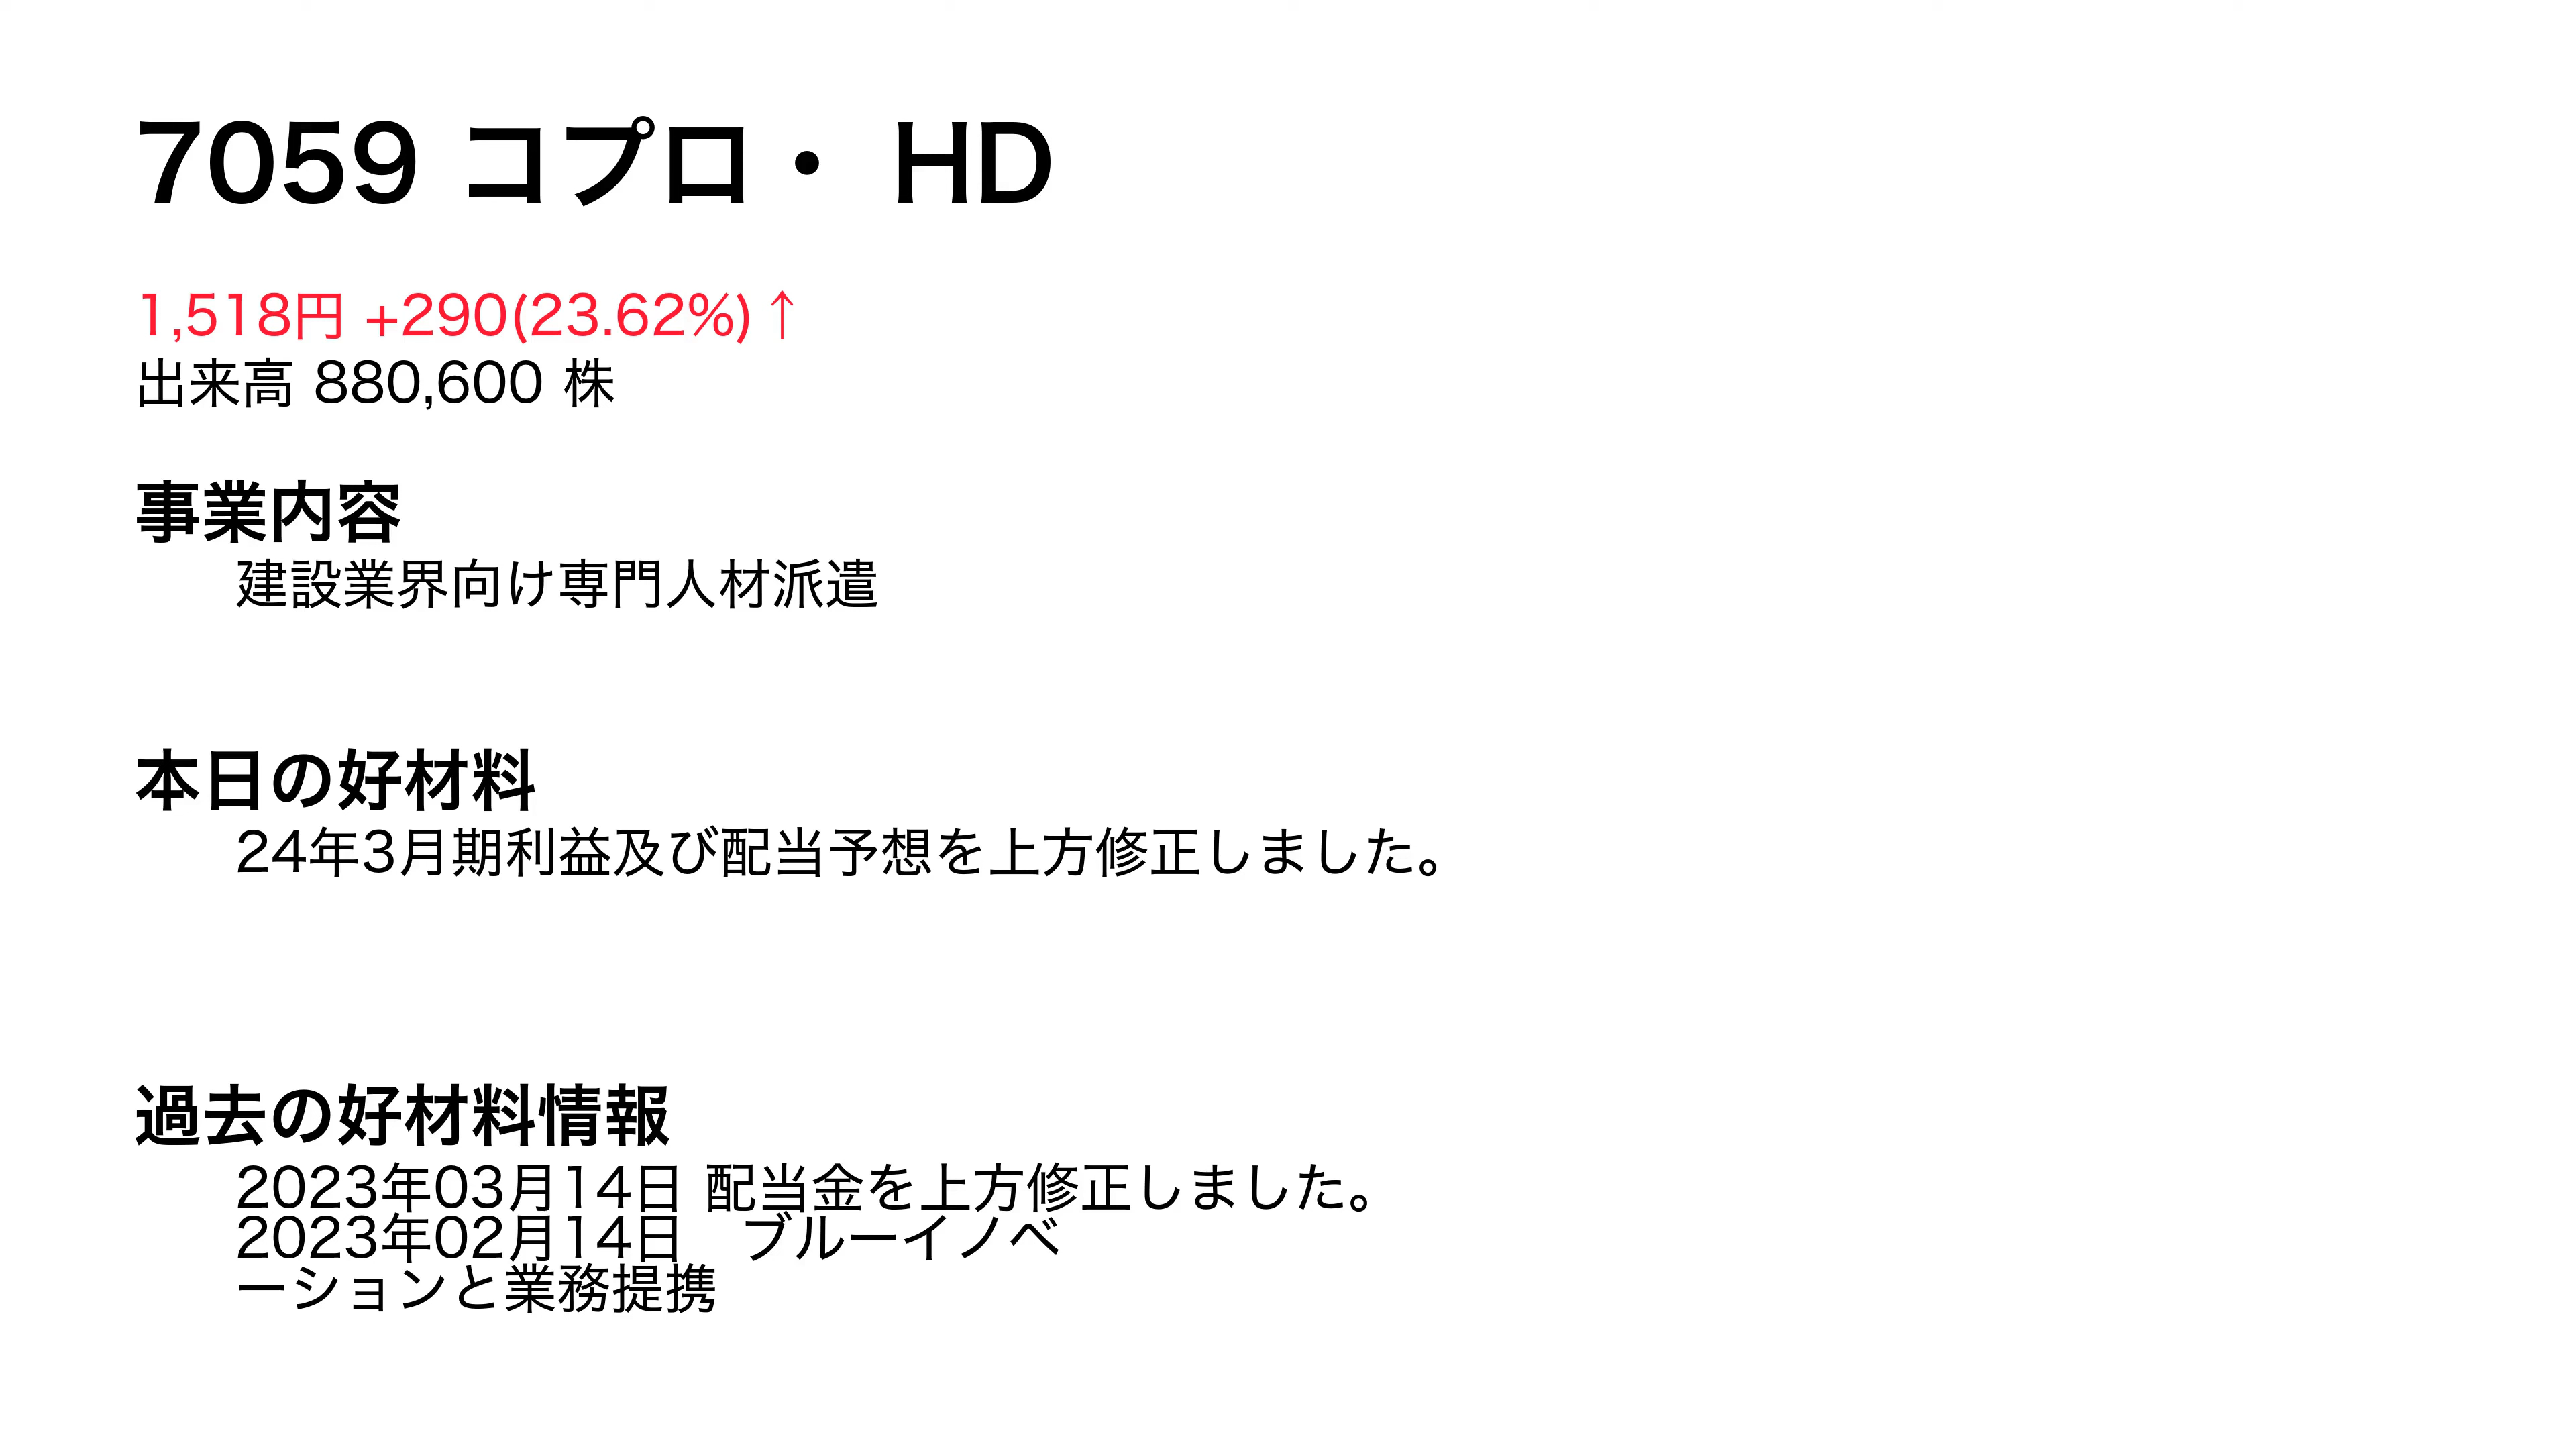 7059 コプロ・ HD
1,518円 +290(23.62%)↑
出来高 880,600 株
事業内容
建設業界向け専門人材派遣
本日の好材料
24年3月期利益及び配当予想を上方修正しました。
過去の好材料情報
2023年03月14日 配当金を上方修正しました。
2023年02月14日　ブルーイノベ
ーションと業務提携